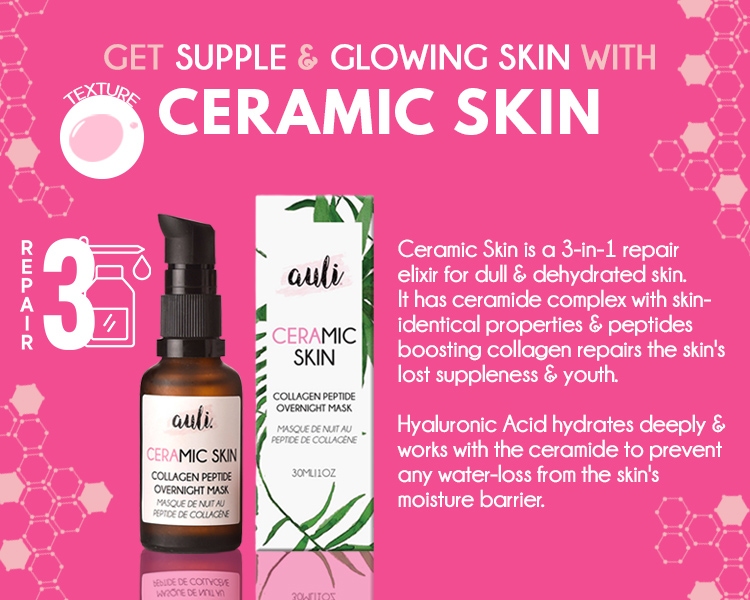 GET SUPPLE & GLOWING SKIN WITH
TEXTURE
CERAMIC SKIN
REPAIR
3
auli
CERAMIC SKIN
COLLAGEN PEPTIDE
OVERNIGHT MASK
MASQUE DE NUIT AU
PEPTIDE DE COLLAGÈNE
auli
CERAMIC
SKIN
COLLAGEN PEPTIDE
OVERNIGHT MASK
MASQUE DE NUIT AU
PEPTIDE DE COLLAGÈNE
30ML|1OZ
Ceramic Skin is a 3-in-1 repair
elixir for dull & dehydrated skin.
It has ceramide complex with skin-
identical properties & peptides
boosting collagen repairs the skin's
lost suppleness & youth.
Hyaluronic Acid hydrates deeply &
works with the ceramide to prevent
any water-loss from the skin's
moisture barrier.